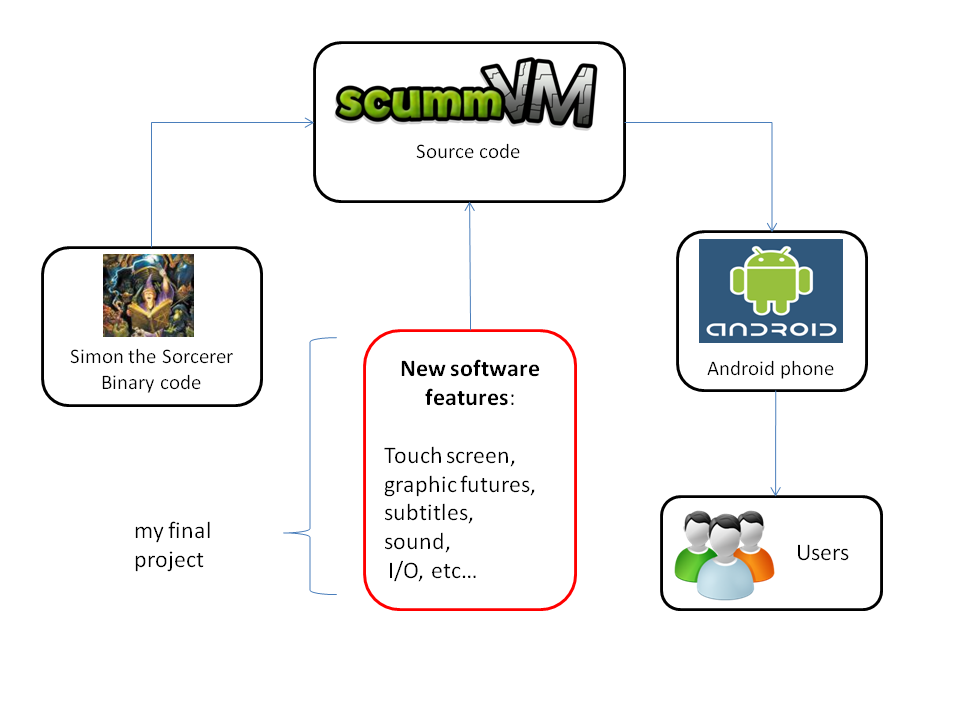 scummVM
Source code
Simon the Sorcerer
Binary code
New software
features:
Touch screen,
graphic futures,
subtitles,
sound,
I/O, etc...
my final
project
ANDROID
Android phone
Users